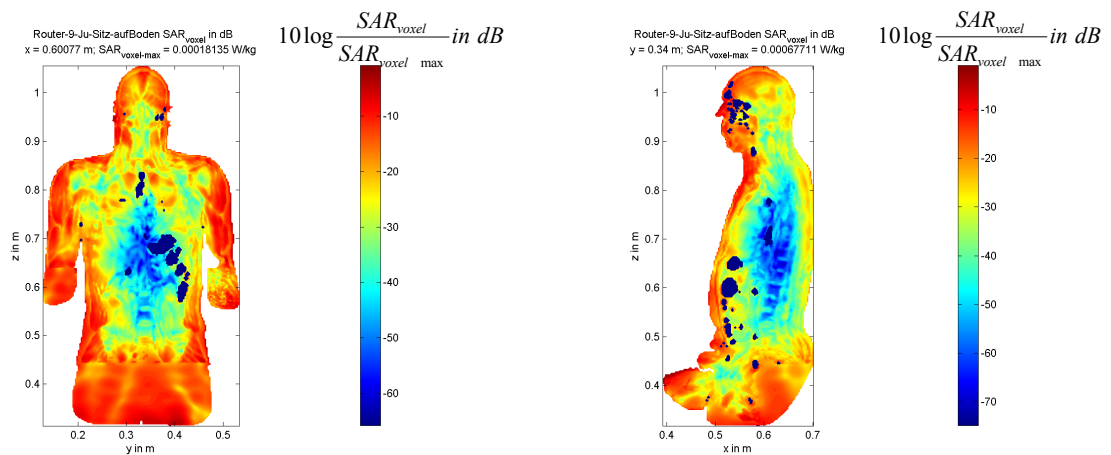 Router-9-Ju-Sitz-aufBoden SAR_voxel in dB
x = 0.60077 m; SAR_voxel-max = 0.00018135 W/kg
10 log SAR_voxel / SAR_voxel max in dB
z in m
1
0.9
0.8
0.7
0.6
0.5
0.4
0.2 0.3 0.4 0.5
y in m
-10
-20
-30
-40
-50
-60
Router-9-Ju-Sitz-aufBoden SAR_voxel in dB
y = 0.34 m; SAR_voxel-max = 0.00067711 W/kg
10 log SAR_voxel / SAR_voxel max in dB
z in m
1
0.9
0.8
0.7
0.6
0.5
0.4
0.4 0.5 0.6 0.7
x in m
-10
-20
-30
-40
-50
-60
-70